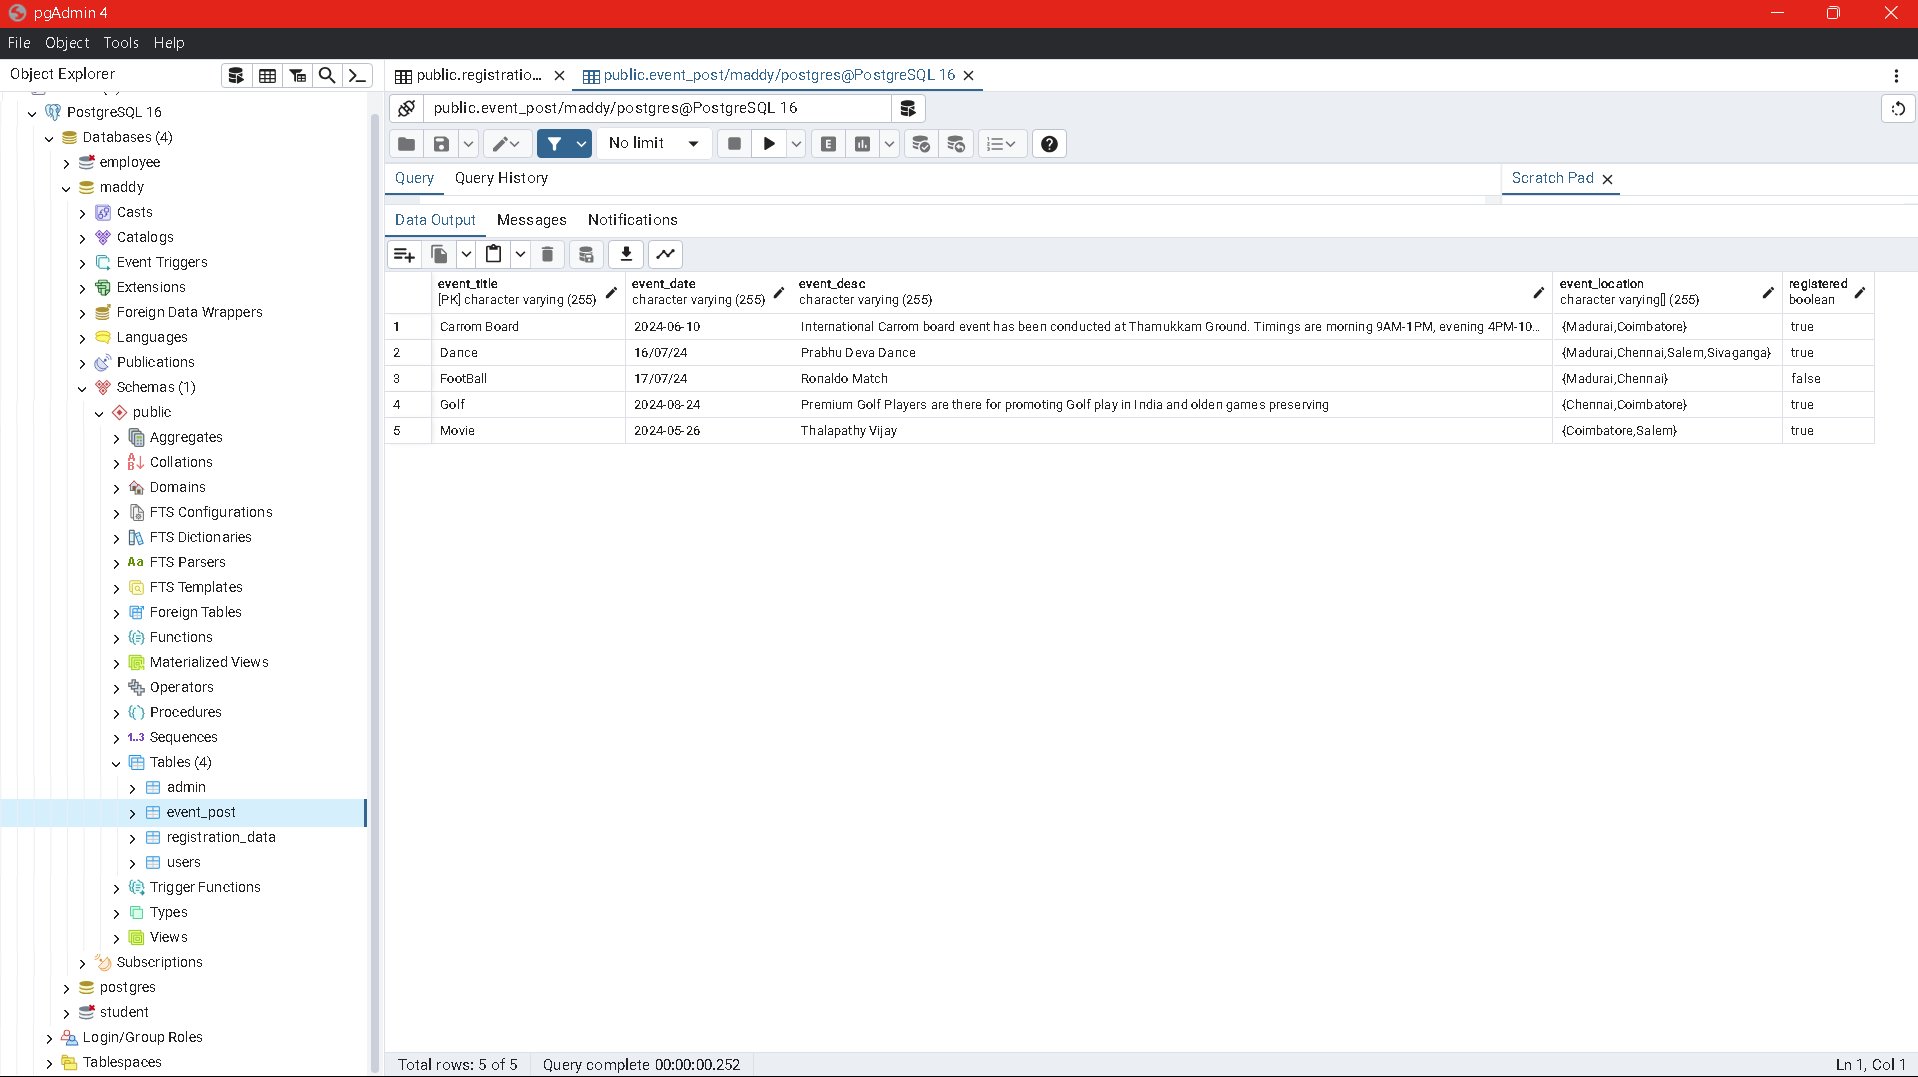 pgAdmin 4
File Object Tools Help
Object Explorer
PostgreSQL 16
Databases (4)
employee
maddy
Casts
Catalogs
Event Triggers
Extensions
Foreign Data Wrappers
Languages
Publications
Schemas (1)
public
Aggregates
Collations
Domains
FTS Configurations
FTS Dictionaries
Aa FTS Parsers
FTS Templates
Foreign Tables
Functions
Materialized Views
Operators
Procedures
1..3 Sequences
Tables (4)
admin
event_post
registration_data
users
Trigger Functions
Types
Views
Subscriptions
postgres
student
Login/Group Roles
Tablespaces
public.registratio... public.event_post/maddy/postgres@PostgreSQL 16
public.event_post/maddy/postgres@PostgreSQL 16
No limit E
Query Query History Scratch Pad
Data Output Messages Notifications
event_title event_date event_desc event_location registered
[PK] character varying (255) character varying (255) character varying (255) character varying[] (255) boolean
1 Carrom Board 2024-06-10 International Carrom board event has been conducted at Thamukkam Ground. Timings are morning 9AM-1PM, evening 4PM-10... {Madurai,Coimbatore} true
2 Dance 16/07/24 Prabhu Deva Dance {Madurai,Chennai,Salem,Sivaganga} true
3 FootBall 17/07/24 Ronaldo Match {Madurai,Chennai} false
4 Golf 2024-08-24 Premium Golf Players are there for promoting Golf play in India and olden games preserving {Chennai,Coimbatore} true
5 Movie 2024-05-26 Thalapathy Vijay {Coimbatore,Salem} true
Total rows: 5 of 5 Query complete 00:00:00.252 Ln 1, Col 1